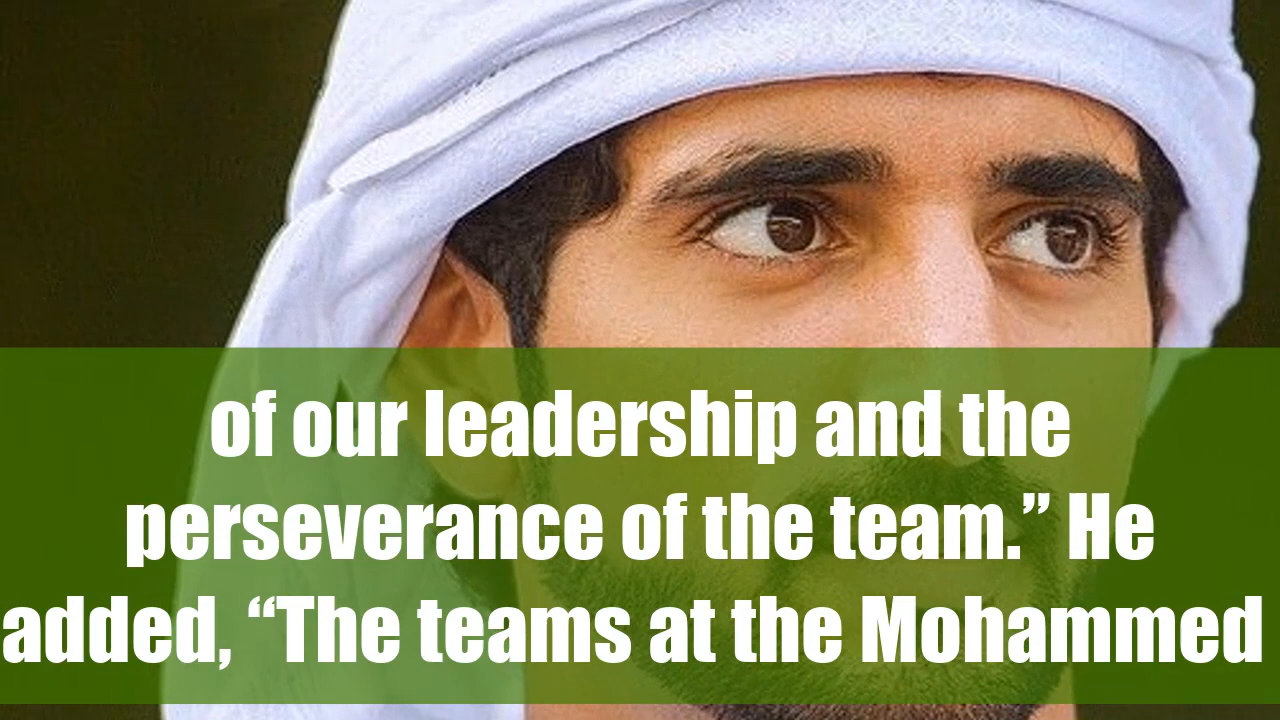 of our leadership and the
perseverance of the team.” He
added, “The teams at the Mohammed